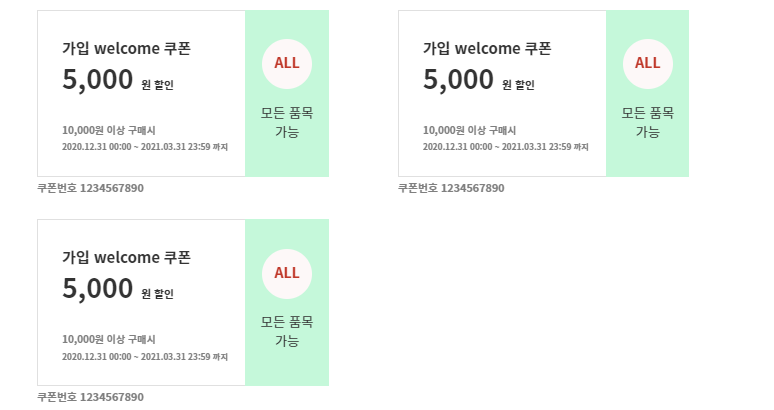 가입 welcome 쿠폰
5,000 원 할인
10,000원 이상 구매시
2020.12.31 00:00 ~ 2021.03.31 23:59 까지
ALL
모든 품목
가능
쿠폰번호 1234567890
가입 welcome 쿠폰
5,000 원 할인
10,000원 이상 구매시
2020.12.31 00:00 ~ 2021.03.31 23:59 까지
ALL
모든 품목
가능
쿠폰번호 1234567890
가입 welcome 쿠폰
5,000 원 할인
10,000원 이상 구매시
2020.12.31 00:00 ~ 2021.03.31 23:59 까지
ALL
모든 품목
가능
쿠폰번호 1234567890